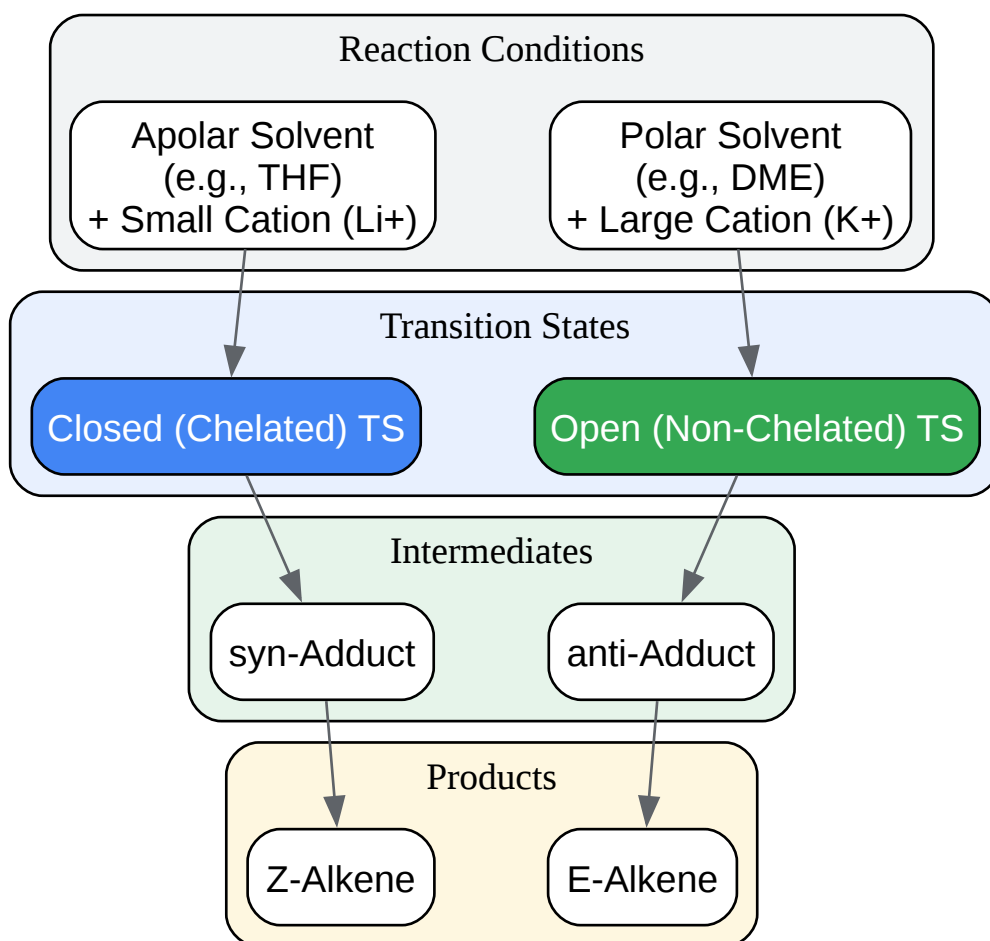 Reaction Conditions
Apolar Solvent
(e.g., THF)
+ Small Cation (Li+)
Polar Solvent
(e.g., DME)
+ Large Cation (K+)
Transition States
Closed (Chelated) TS
Open (Non-Chelated) TS
Intermediates
syn-Adduct
anti-Adduct
Products
Z-Alkene
E-Alkene